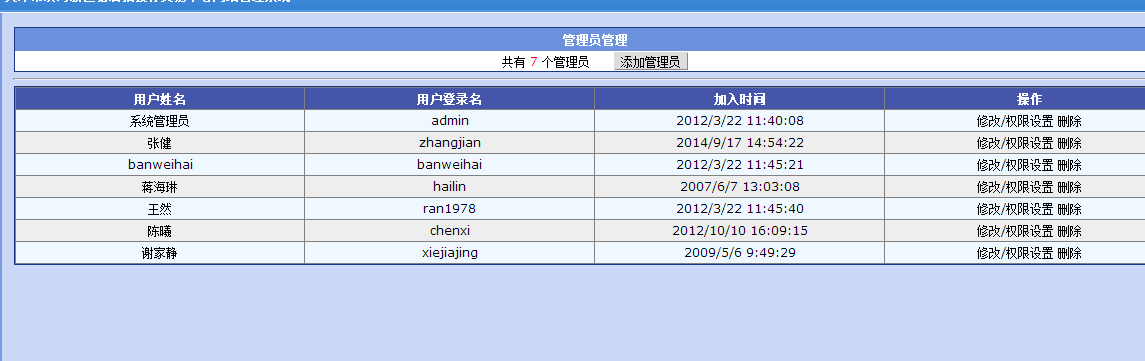 管理员管理
共有 7 个管理员 添加管理员
用户姓名 用户登录名 加入时间 操作
系统管理员 admin 2012/3/22 11:40:08 修改/权限设置 删除
张健 zhangjian 2014/9/17 14:54:22 修改/权限设置 删除
banweihai banweihai 2012/3/22 11:45:21 修改/权限设置 删除
蒋海琳 hailin 2007/6/7 13:03:08 修改/权限设置 删除
王然 ran1978 2012/3/22 11:45:40 修改/权限设置 删除
陈曦 chenxi 2012/10/10 16:09:15 修改/权限设置 删除
谢家静 xiejiajing 2009/5/6 9:49:29 修改/权限设置 删除